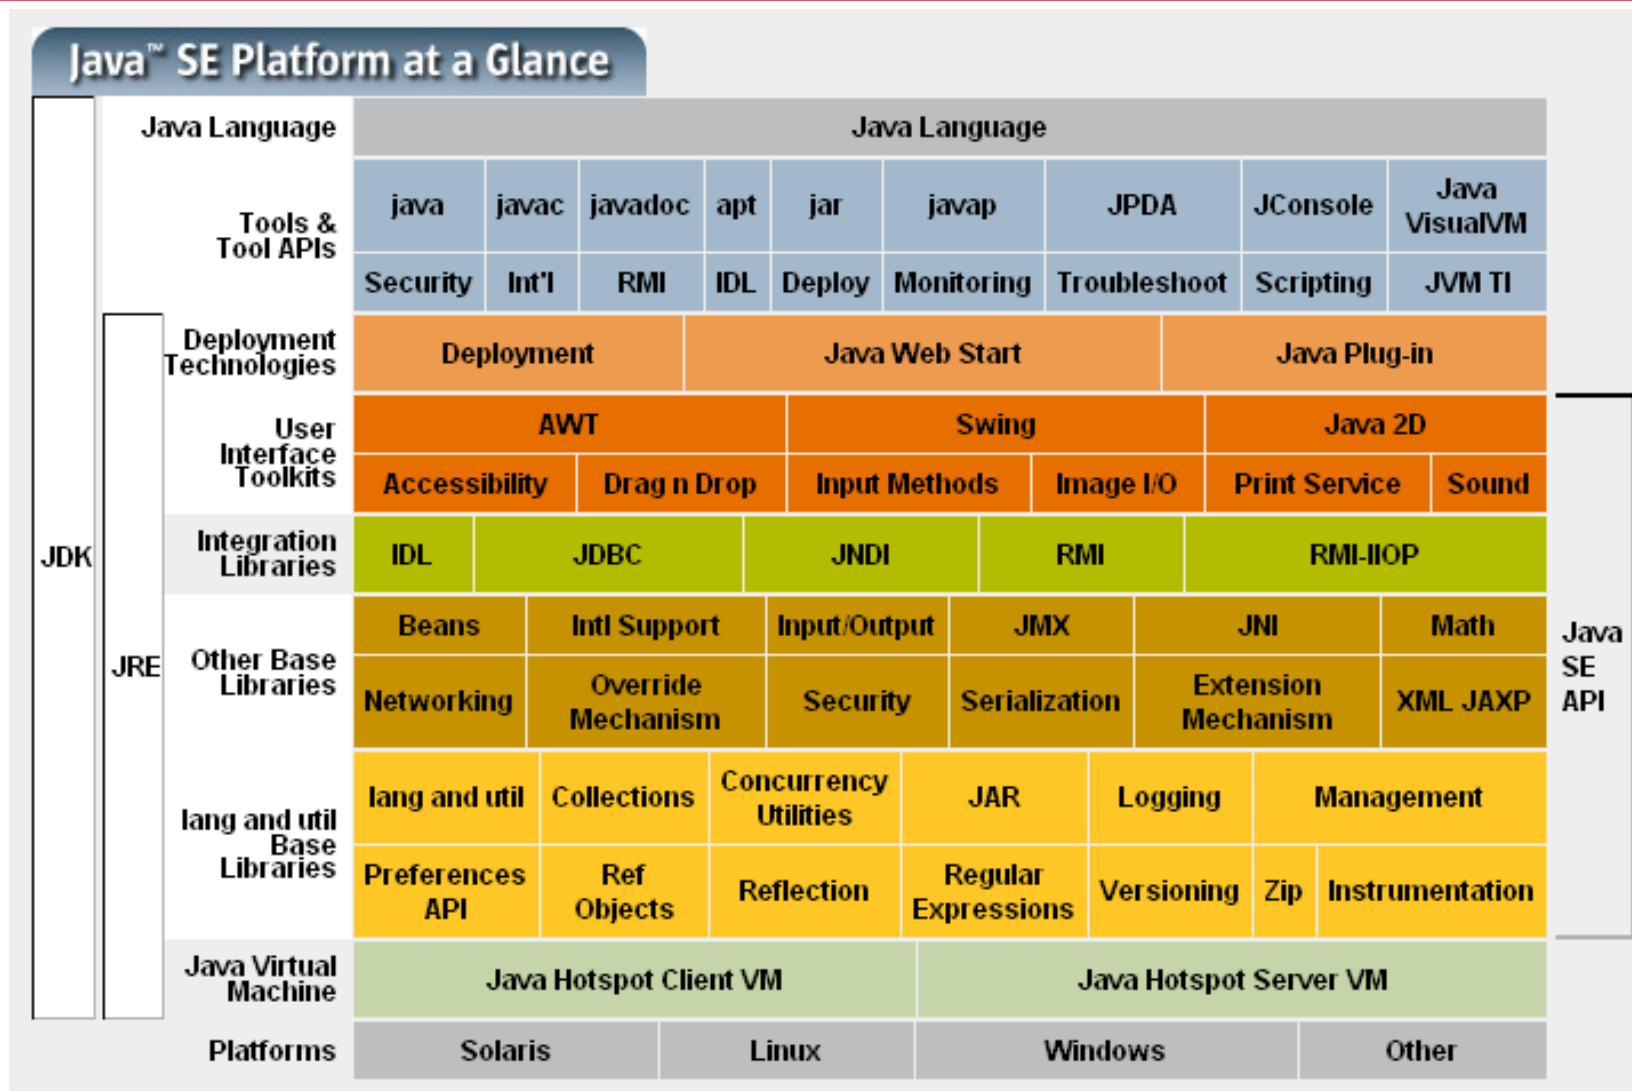 Java™ SE Platform at a Glance
JDK
JRE
Java Language
Java Language
Tools &
Tool APIs
java
javac
javadoc
apt
jar
javap
JPDA
JConsole
Java
VisualVM
Security
Int'l
RMI
IDL
Deploy
Monitoring
Troubleshoot
Scripting
JVM TI
Deployment
Technologies
Deployment
Java Web Start
Java Plug-in
User
Interface
Toolkits
AWT
Swing
Java 2D
Accessibility
Drag n Drop
Input Methods
Image I/O
Print Service
Sound
Integration
Libraries
IDL
JDBC
JNDI
RMI
RMI-IIOP
Other Base
Libraries
Beans
Intl Support
Input/Output
JMX
JNI
Math
Networking
Override
Mechanism
Security
Serialization
Extension
Mechanism
XML JAXP
lang and util
Base
Libraries
lang and util
Collections
Concurrency
Utilities
JAR
Logging
Management
Preferences
API
Ref
Objects
Reflection
Regular
Expressions
Versioning
Zip
Instrumentation
Java Virtual
Machine
Java Hotspot Client VM
Java Hotspot Server VM
Platforms
Solaris
Linux
Windows
Other
Java
SE
API